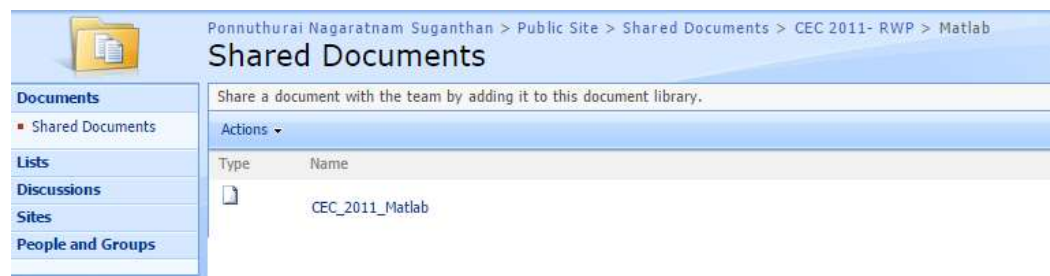 Ponnuthurai Nagaratnam Suganthan > Public Site > Shared Documents > CEC 2011- RWP > Matlab
Shared Documents
Documents
Shared Documents
Lists
Discussions
Sites
People and Groups
Share a document with the team by adding it to this document library.
Actions
Type Name
CEC_2011_Matlab